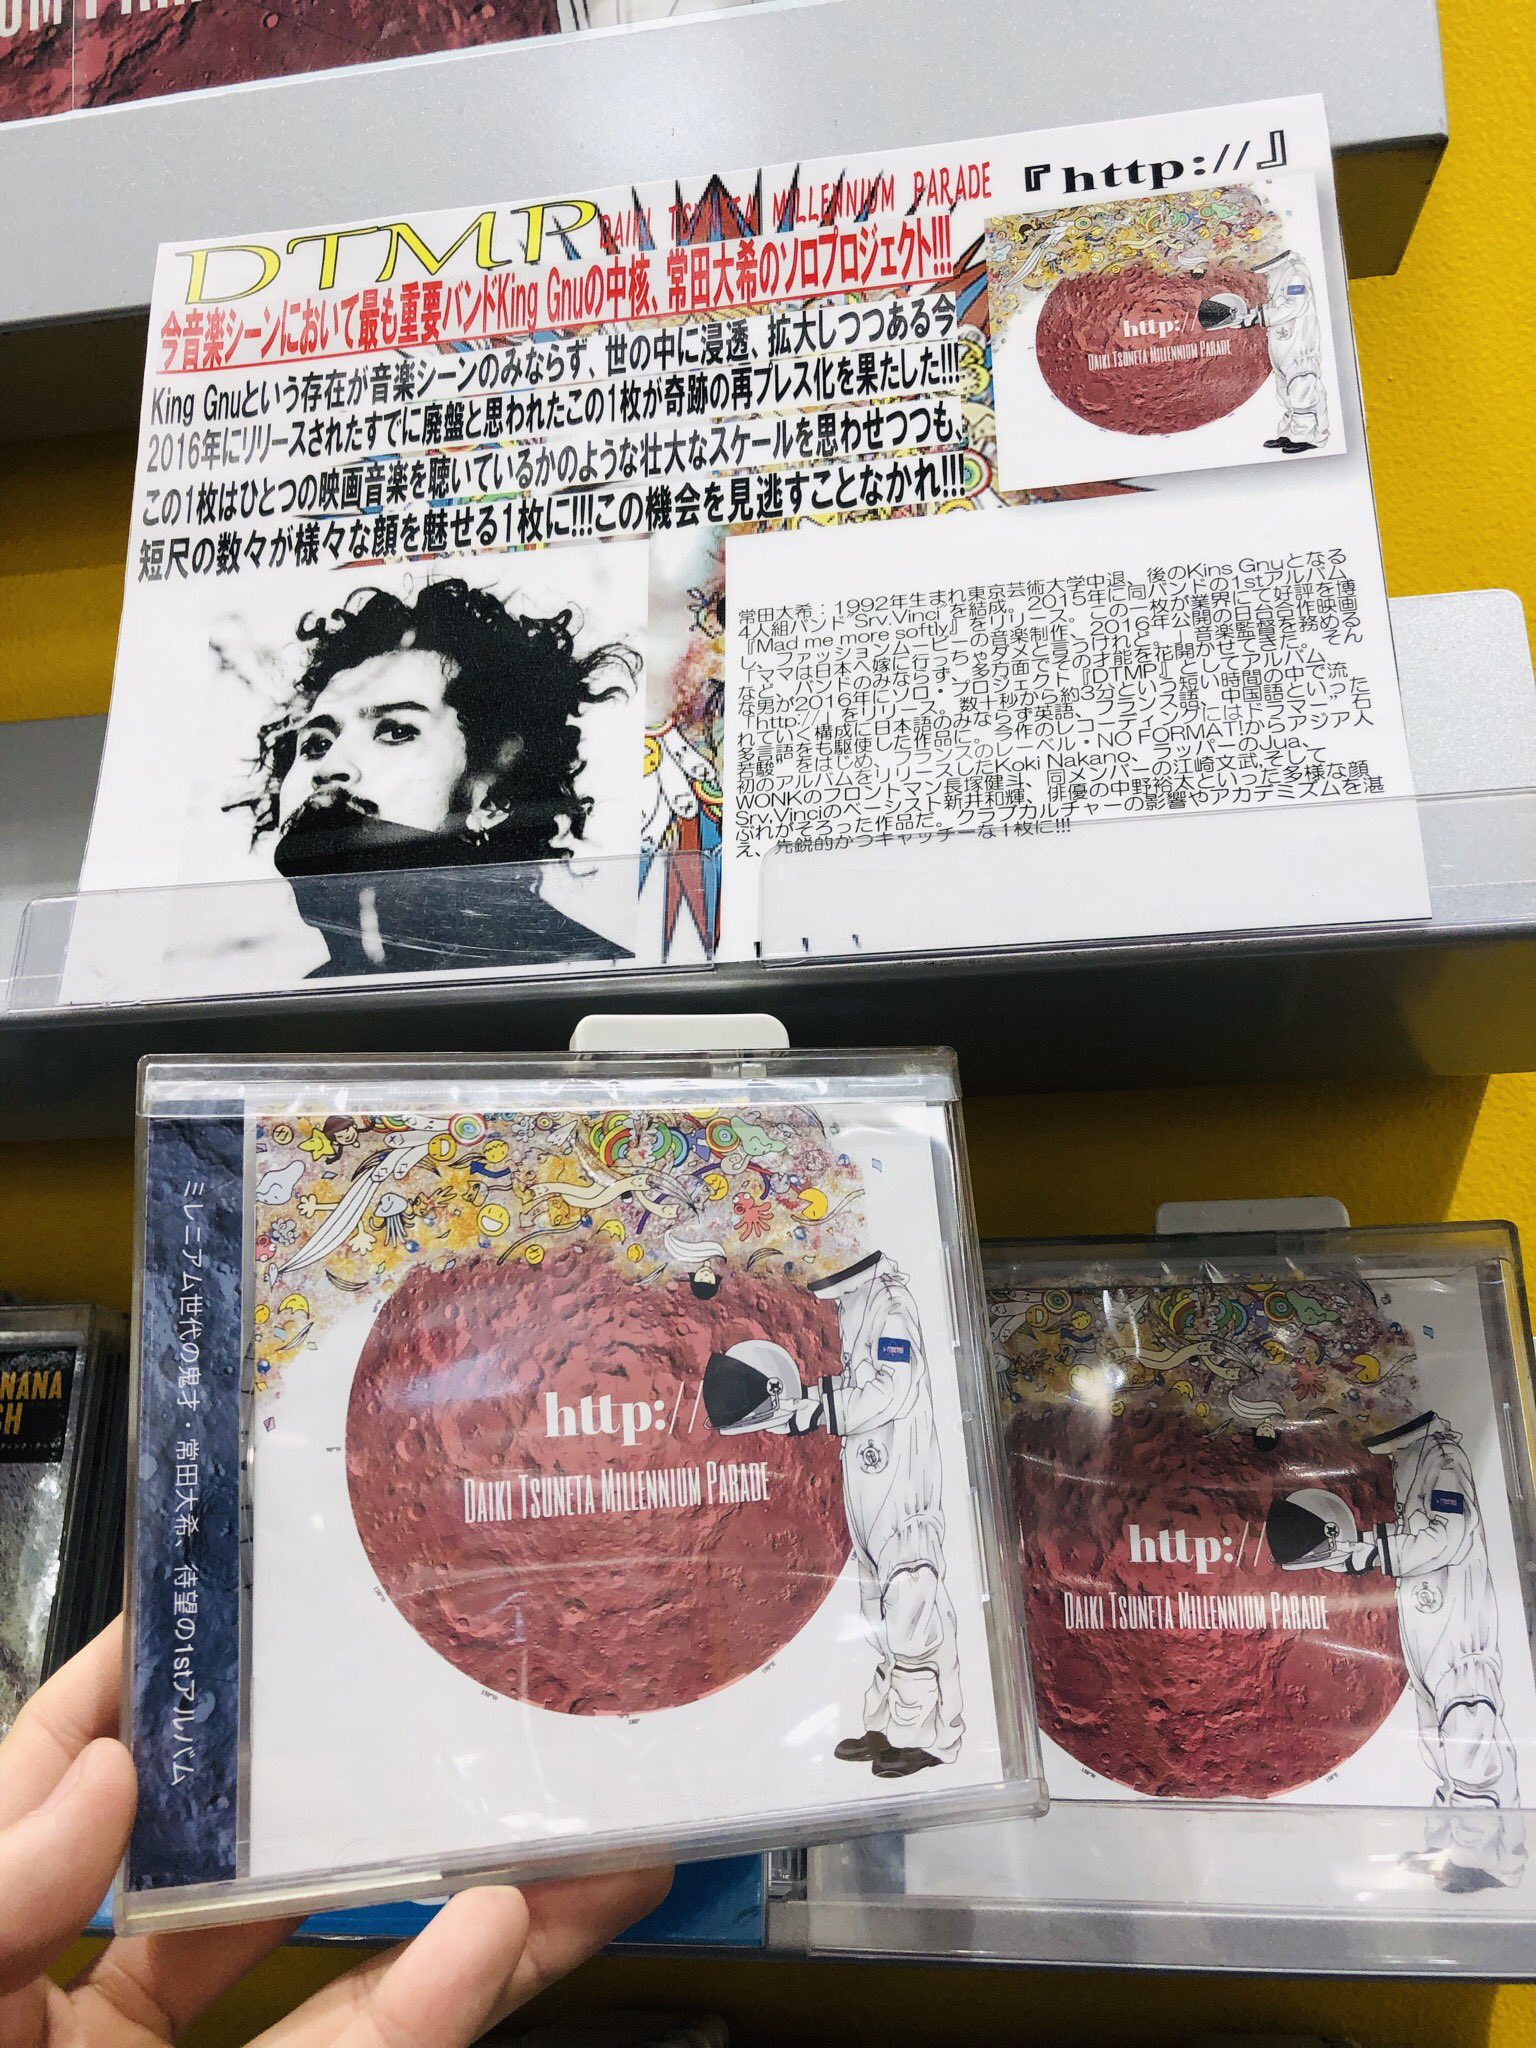 DTMP DAIKI TSUNETA MILLENNIUM PARADE 『http://』
今音楽シーンにおいて最も重要バンドKing Gnuの中核、常田大希のソロプロジェクト!!!
King Gnuという存在が音楽シーンのみならず、世の中に浸透、拡大しつつある今
2016年にリリースされたすでに廃盤と思われたこの1枚が奇跡の再プレス化を果たした!!!
この1枚はひとつの映画音楽を聴いているかのような壮大なスケールを思わせつつも、
短尺の数々が様々な顔を魅せる1枚に!!!この機会を見逃すことなかれ!!!
http://
DAIKI TSUNETA MILLENNIUM PARADE
常田大希：1992年生まれ東京芸術大学中退、後のKins Gnuとなる
4人組バンド"Srv.Vinci"を結成。2015年に同バンドの1stアルバム
『Mad me more softly』をリリース。この一枚が業界にて好評を博
し、ファッションムービーの音楽制作、2016年公開の日台合作映画
「ママは日本へ嫁に行っちゃダメと言うけれど。」音楽監督を務める
など、バンドのみならず、多方面でその才能を花開かせてきた。そん
な男が2016年にソロ・プロジェクト『DTMP』としてアルバム
「http://」をリリース。数十秒から約3分という短い時間の中で流
れていく構成に日本語のみならず英語、フランス語、中国語といった
多言語をも駆使した作品に。今作のレコーディングにはドラマー"石
若駿"をはじめ、フランスのレーベル・NO FORMAT!からアジア人
初のアルバムをリリースしたKoki Nakano、ラッパーのJua、
WONKのフロントマン長塚健斗、同メンバーの江崎文武,そして
Srv.Vinciのベーシスト新井和輝、俳優の中野裕太といった多様な顔
ぶれがそろった作品だ。クラブカルチャーの影響やアカデミズムを湛
え、先鋭的かつキャッチーな1枚に!!!
ミレニアム世代の鬼才・常田大希、待望の1stアルバム
http://
DAIKI TSUNETA MILLENNIUM PARADE
http://
DAIKI TSUNETA MILLENNIUM PARADE